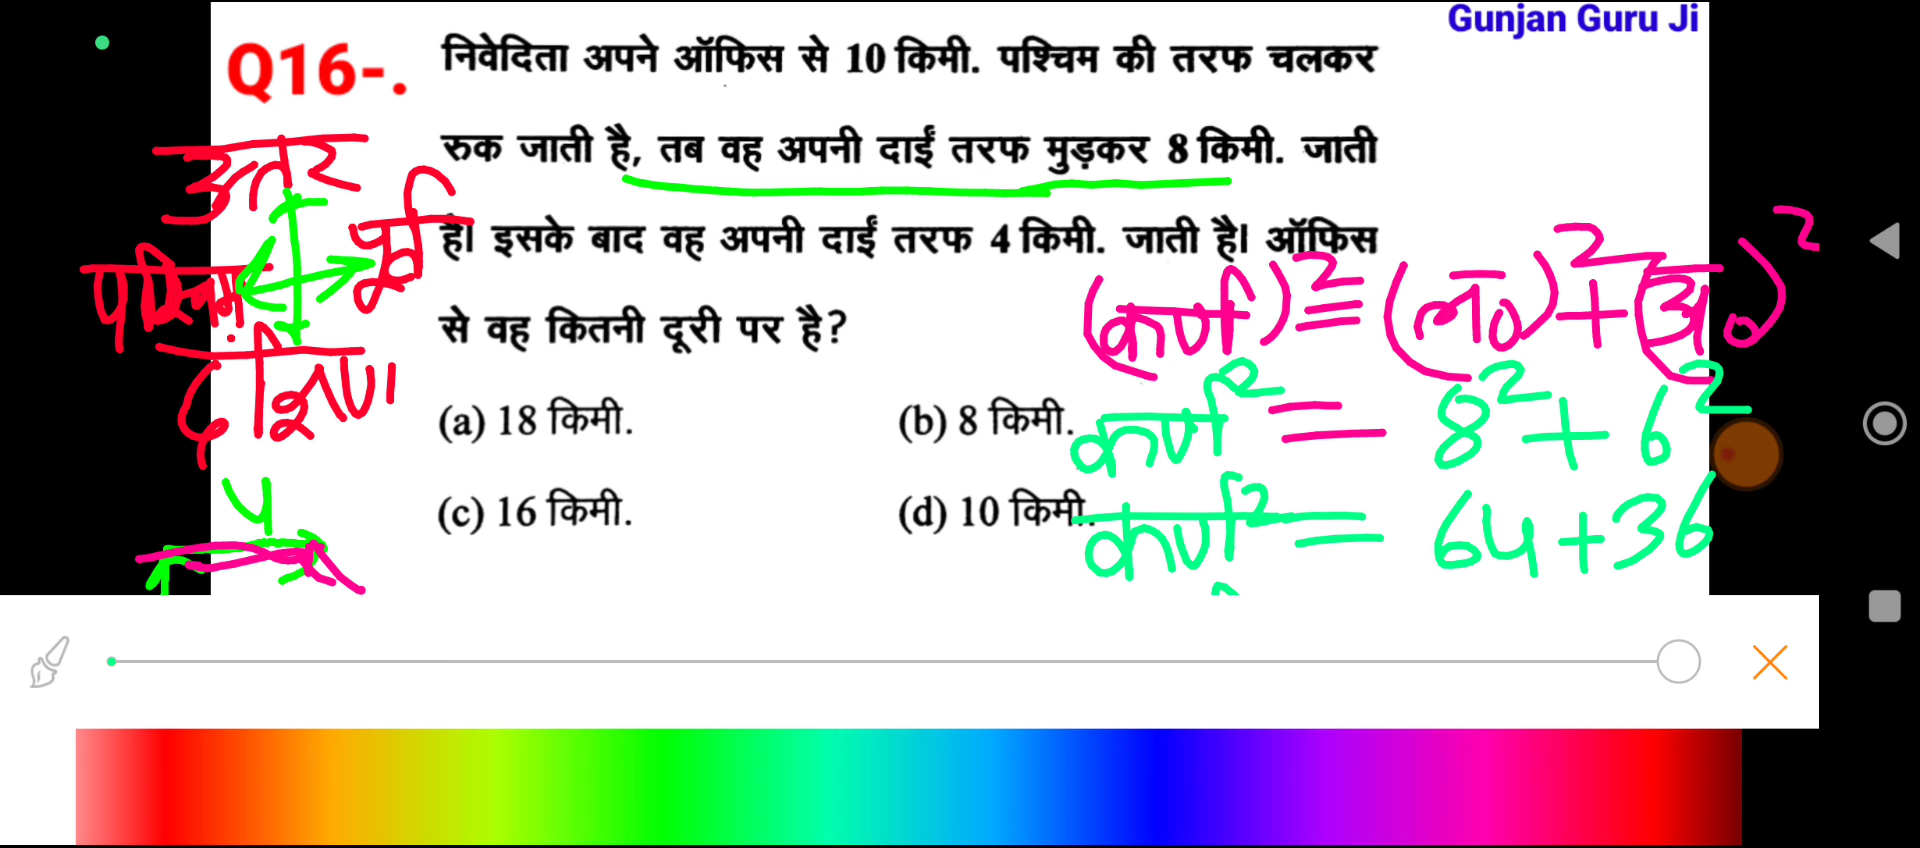 Gunjan Guru Ji
Q16-. निवेदिता अपने ऑफिस से 10 किमी. पश्चिम की तरफ चलकर
रुक जाती है, तब वह अपनी दाईं तरफ मुड़कर 8 किमी. जाती
है। इसके बाद वह अपनी दाईं तरफ 4 किमी. जाती है। ऑफिस
से वह कितनी दूरी पर है?
(a) 18 किमी. (b) 8 किमी.
(c) 16 किमी. (d) 10 किमी.
उत्तर
पूर्व
पश्चिम
दक्षिण
4
(कर्ण)² = (ल०)² + (आ०)²
कर्ण² = 8² + 6²
कर्ण² = 64 + 36